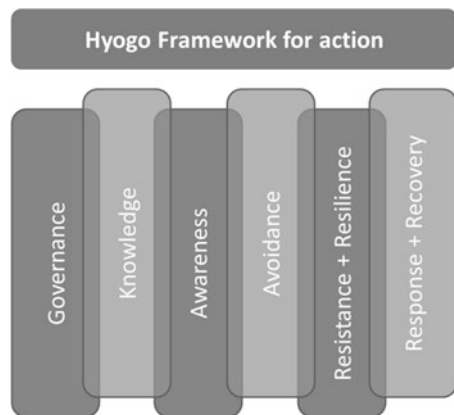 Hyogo Framework for action
Governance
Knowledge
Awareness
Avoidance
Resistance + Resilience
Response + Recovery